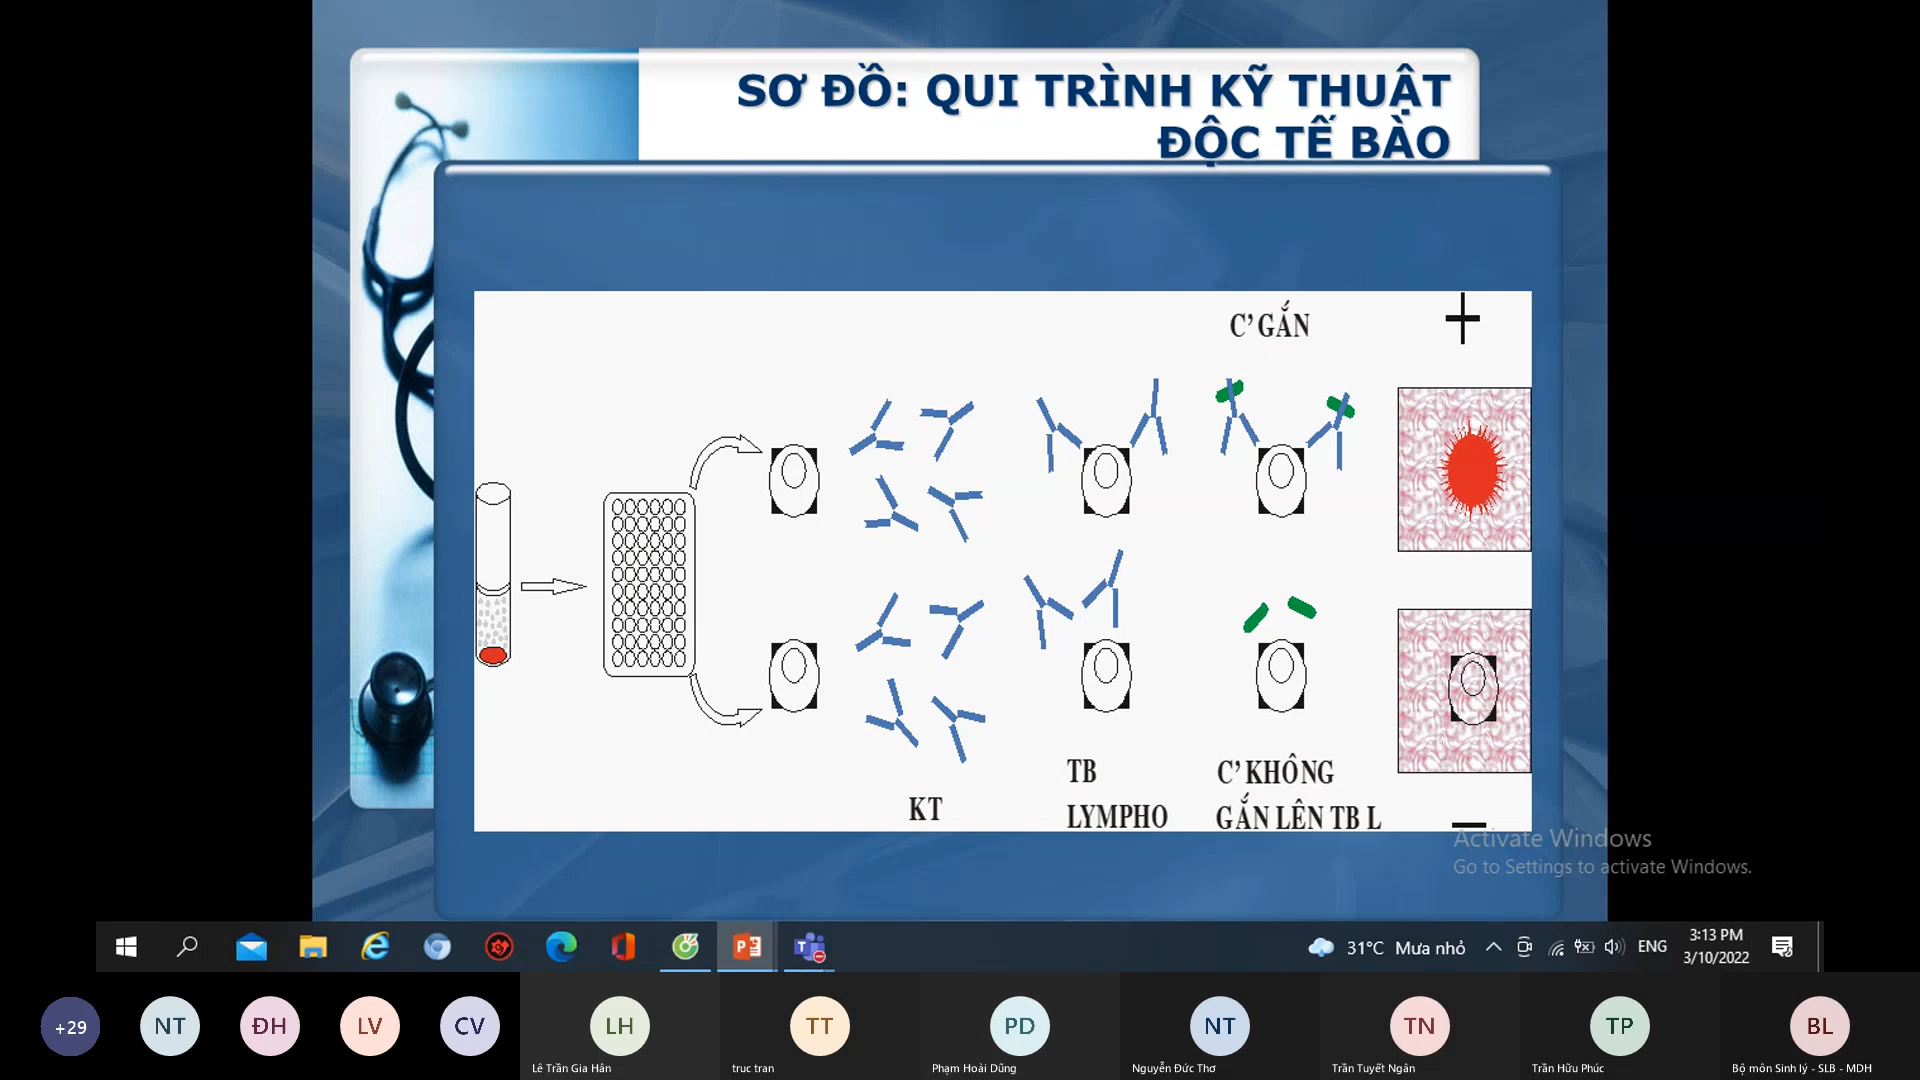 SƠ ĐỒ: QUI TRÌNH KỸ THUẬT
ĐỘC TẾ BÀO
C’ GẮN
+
KT
TB
LYMPHO
C’ KHÔNG
GẮN LÊN TB L
–
Activate Windows
Go to Settings to activate Windows.
31°C Mưa nhỏ
ENG
3:13 PM
3/10/2022
+29
NT
ĐH
LV
CV
LH
TT
PD
NT
TN
TP
BL
Lê Trần Gia Hân
truc tran
Phạm Hoài Dũng
Nguyễn Đức Thơ
Trần Tuyết Ngân
Trần Hữu Phúc
Bộ môn Sinh lý - SLB - MDH